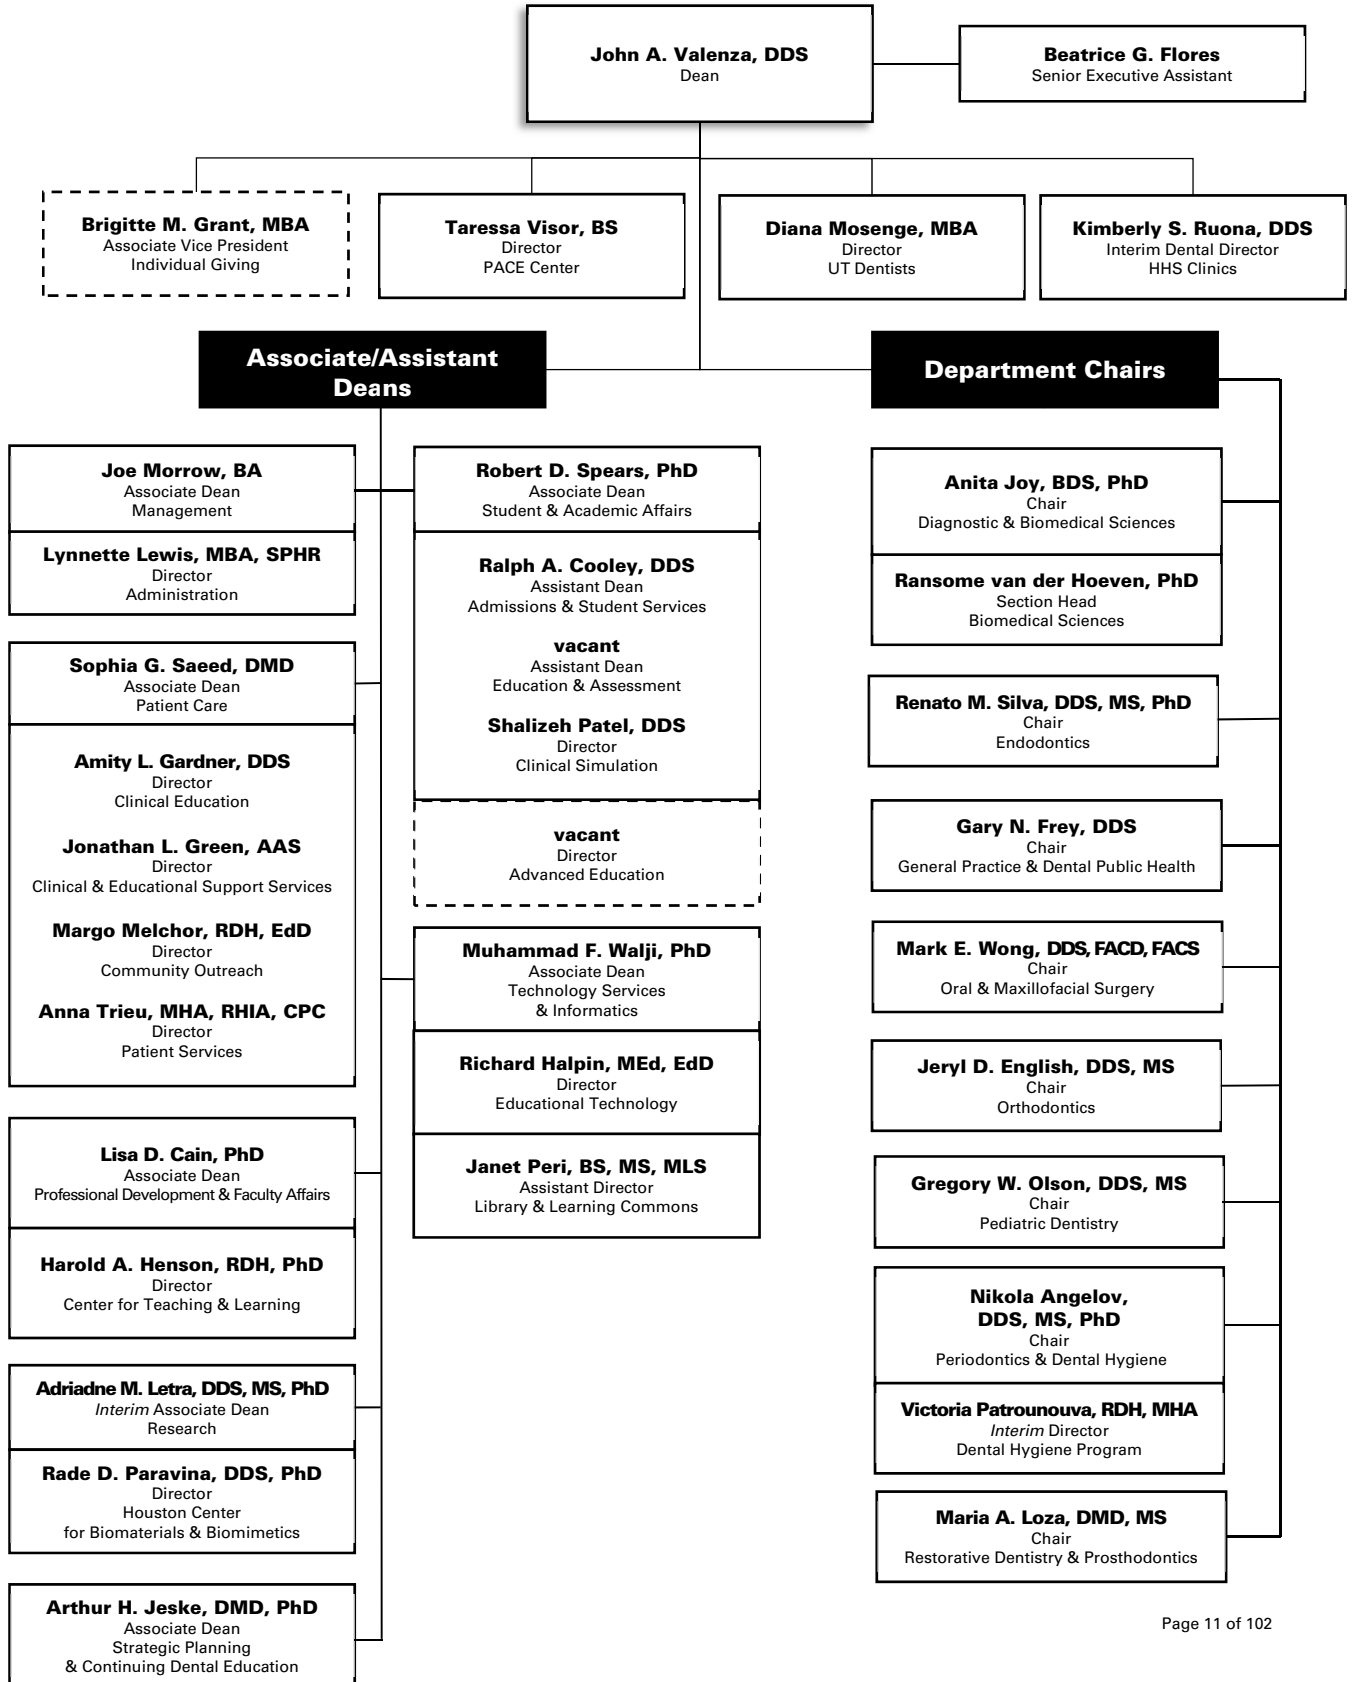 John A. Valenza, DDS
Dean
Beatrice G. Flores
Senior Executive Assistant
Brigitte M. Grant, MBA
Associate Vice President
Individual Giving
Taressa Visor, BS
Director
PACE Center
Diana Mosenge, MBA
Director
UT Dentists
Kimberly S. Ruona, DDS
Interim Dental Director
HHS Clinics
Associate/Assistant
Deans
Joe Morrow, BA
Associate Dean
Management
Lynnette Lewis, MBA, SPHR
Director
Administration
Sophia G. Saeed, DMD
Associate Dean
Patient Care
Amity L. Gardner, DDS
Director
Clinical Education
Jonathan L. Green, AAS
Director
Clinical & Educational Support Services
Margo Melchor, RDH, EdD
Director
Community Outreach
Anna Trieu, MHA, RHIA, CPC
Director
Patient Services
Lisa D. Cain, PhD
Associate Dean
Professional Development & Faculty Affairs
Harold A. Henson, RDH, PhD
Director
Center for Teaching & Learning
Adriadne M. Letra, DDS, MS, PhD
Interim Associate Dean
Research
Rade D. Paravina, DDS, PhD
Director
Houston Center
for Biomaterials & Biomimetics
Arthur H. Jeske, DMD, PhD
Associate Dean
Strategic Planning
& Continuing Dental Education
Robert D. Spears, PhD
Associate Dean
Student & Academic Affairs
Ralph A. Cooley, DDS
Assistant Dean
Admissions & Student Services
vacant
Assistant Dean
Education & Assessment
Shalizeh Patel, DDS
Director
Clinical Simulation
vacant
Director
Advanced Education
Muhammad F. Walji, PhD
Associate Dean
Technology Services
& Informatics
Richard Halpin, MEd, EdD
Director
Educational Technology
Janet Peri, BS, MS, MLS
Assistant Director
Library & Learning Commons
Department Chairs
Anita Joy, BDS, PhD
Chair
Diagnostic & Biomedical Sciences
Ransome van der Hoeven, PhD
Section Head
Biomedical Sciences
Renato M. Silva, DDS, MS, PhD
Chair
Endodontics
Gary N. Frey, DDS
Chair
General Practice & Dental Public Health
Mark E. Wong, DDS, FACD, FACS
Chair
Oral & Maxillofacial Surgery
Jeryl D. English, DDS, MS
Chair
Orthodontics
Gregory W. Olson, DDS, MS
Chair
Pediatric Dentistry
Nikola Angelov,
DDS, MS, PhD
Chair
Periodontics & Dental Hygiene
Victoria Patrounouva, RDH, MHA
Interim Director
Dental Hygiene Program
Maria A. Loza, DMD, MS
Chair
Restorative Dentistry & Prosthodontics
Page 11 of 102